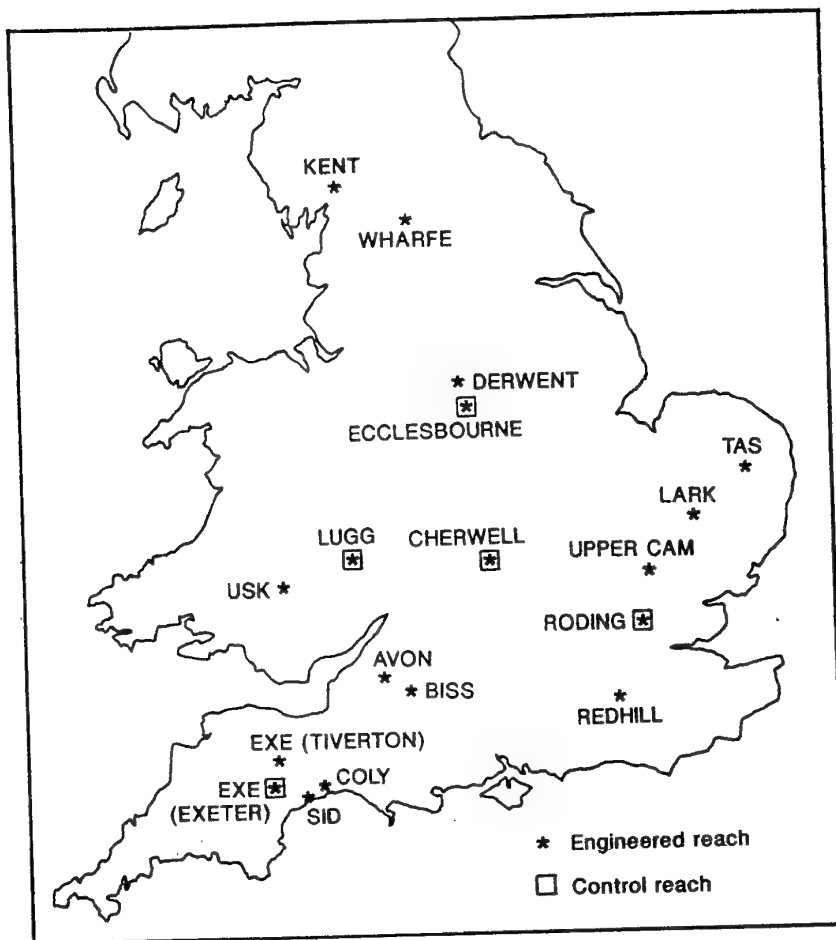 KENT
WHARFE
DERWENT
ECCLESBOURNE
TAS
LARK
LUGG
CHERWELL
UPPER CAM
USK
RODING
AVON
BISS
REDHILL
EXE (TIVERTON)
COLY
EXE
(EXETER)
SID
* Engineered reach
Control reach